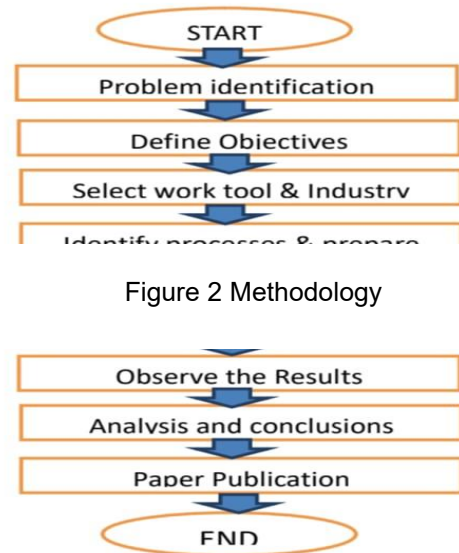 START
Problem identification
Define Objectives
Select work tool & Industry
Identify processes & prepare
Figure 2 Methodology
Observe the Results
Analysis and conclusions
Paper Publication
END